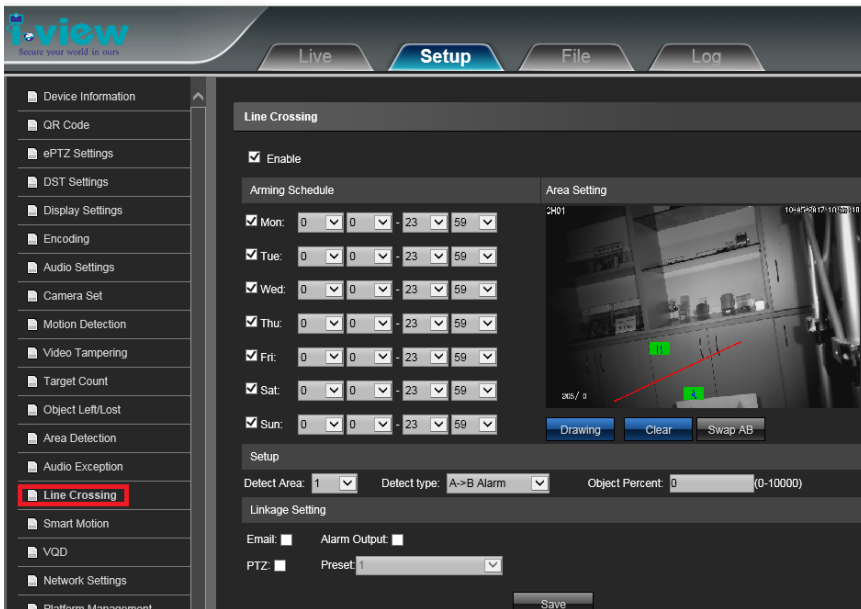 i-view
Secure your world in ours
Live
Setup
File
Log
Device Information
QR Code
ePTZ Settings
DST Settings
Display Settings
Encoding
Audio Settings
Camera Set
Motion Detection
Video Tampering
Target Count
Object Left/Lost
Area Detection
Audio Exception
Line Crossing
Smart Motion
VQD
Network Settings
Platform Management
Line Crossing
Enable
Arming Schedule
Area Setting
Mon: 0 0 - 23 59
Tue: 0 0 - 23 59
Wed: 0 0 - 23 59
Thu: 0 0 - 23 59
Fri: 0 0 - 23 59
Sat: 0 0 - 23 59
Sun: 0 0 - 23 59
CH01
B
A
Drawing Clear Swap AB
Setup
Detect Area: 1 Detect type: A->B Alarm Object Percent: 0 (0-10000)
Linkage Setting
Email: Alarm Output:
PTZ: Preset: 1
Save